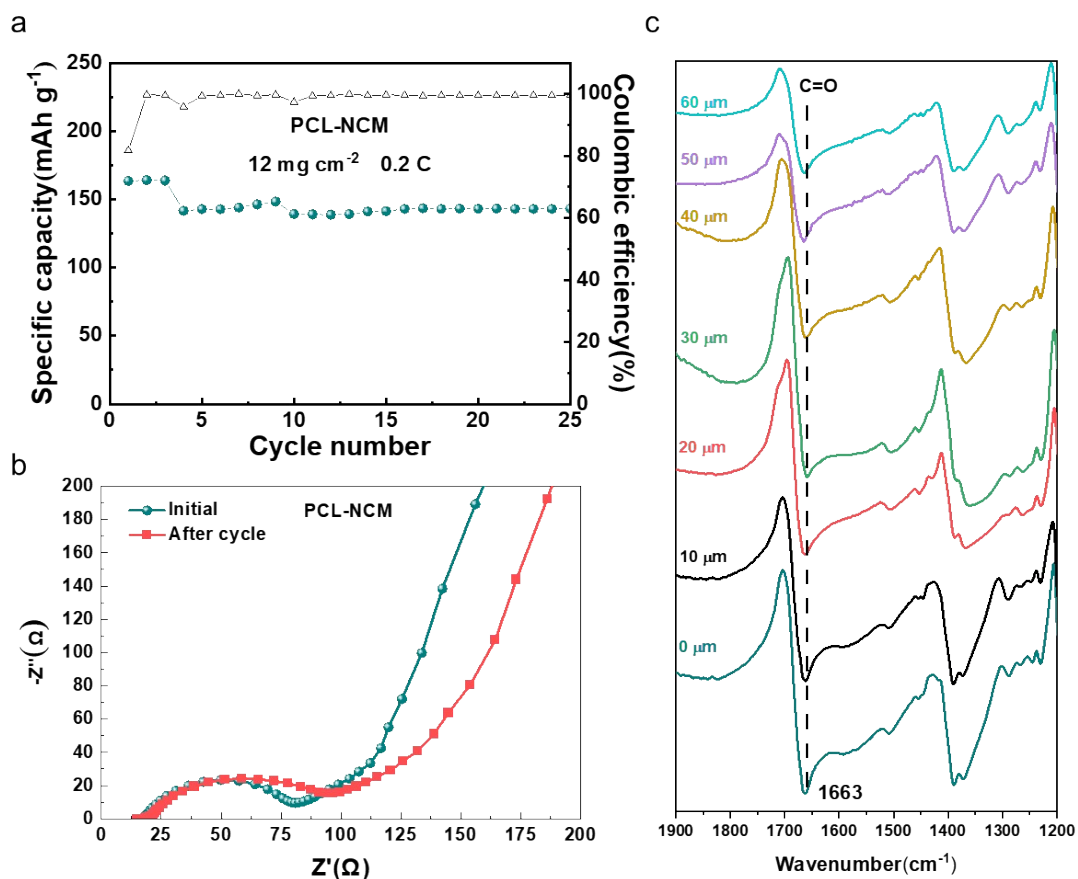 a
250
200
150
100
50
0
0
5
10
15
20
25
100
80
60
40
20
0
Specific capacity(mAh g⁻¹)
Coulombic efficiency(%)
Cycle number
PCL-NCM
12 mg cm⁻² 0.2 C
b
200
180
160
140
120
100
80
60
40
20
0
0
25
50
75
100
125
150
175
200
-Z''(Ω)
Z'(Ω)
Initial
After cycle
PCL-NCM
c
C=O
60 μm
50 μm
40 μm
30 μm
20 μm
10 μm
0 μm
1663
1900
1800
1700
1600
1500
1400
1300
1200
Wavenumber(cm⁻¹)